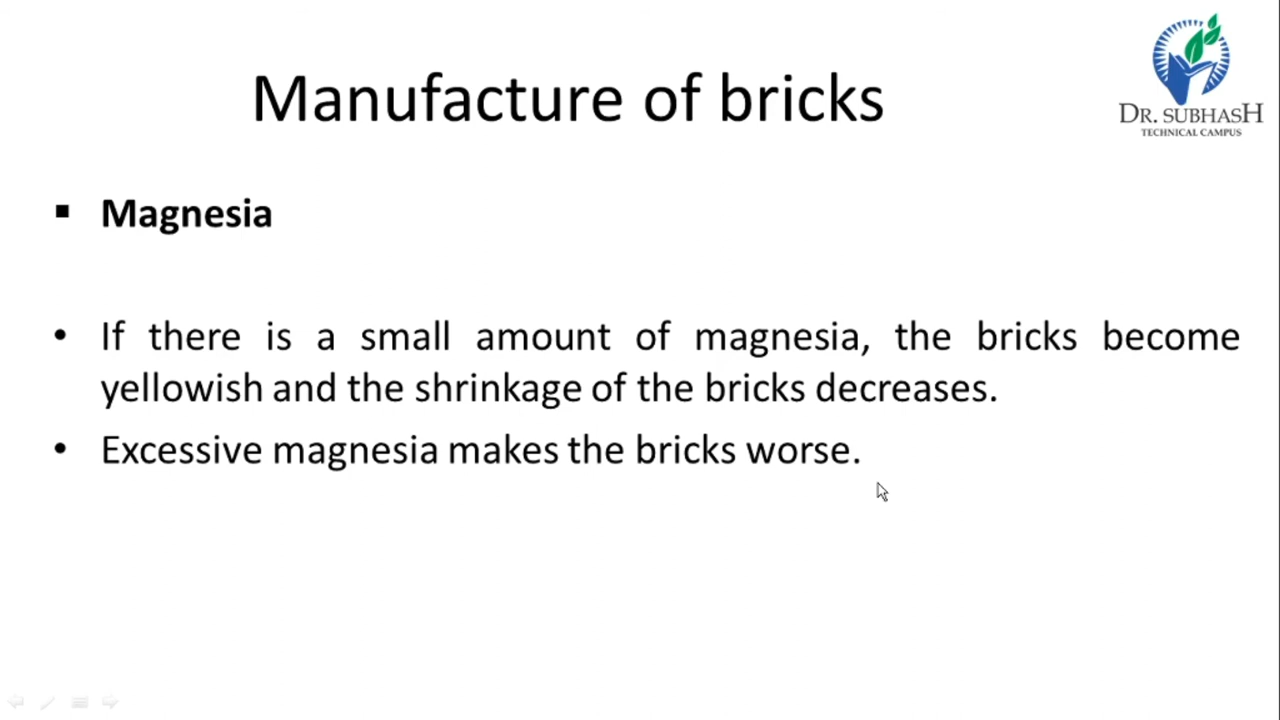 Manufacture of bricks
DR. SUBHASH
TECHNICAL CAMPUS
▪ Magnesia
• If there is a small amount of magnesia, the bricks become
yellowish and the shrinkage of the bricks decreases.
• Excessive magnesia makes the bricks worse.